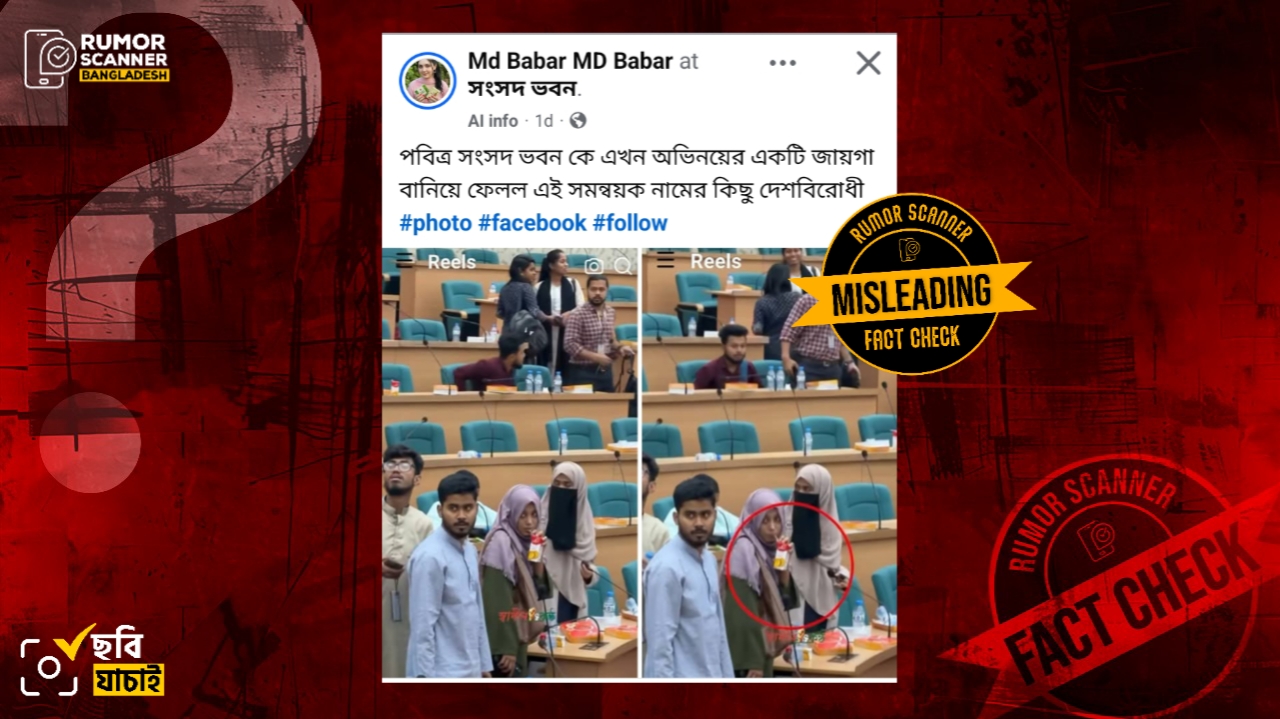 RUMOR
SCANNER
BANGLADESH
Md Babar MD Babar at
সংসদ ভবন.
AI info · 1d ·
পবিত্র সংসদ ভবন কে এখন অভিনয়ের একটি জায়গা
বানিয়ে ফেলল এই সমন্বয়ক নামের কিছু দেশবিরোধী
#photo #facebook #follow
Reels
Reels
RUMOR SCANNER
MISLEADING
FACT CHECK
RUMOR SCANNER
FACT CHECK
ছবি
যাচাই